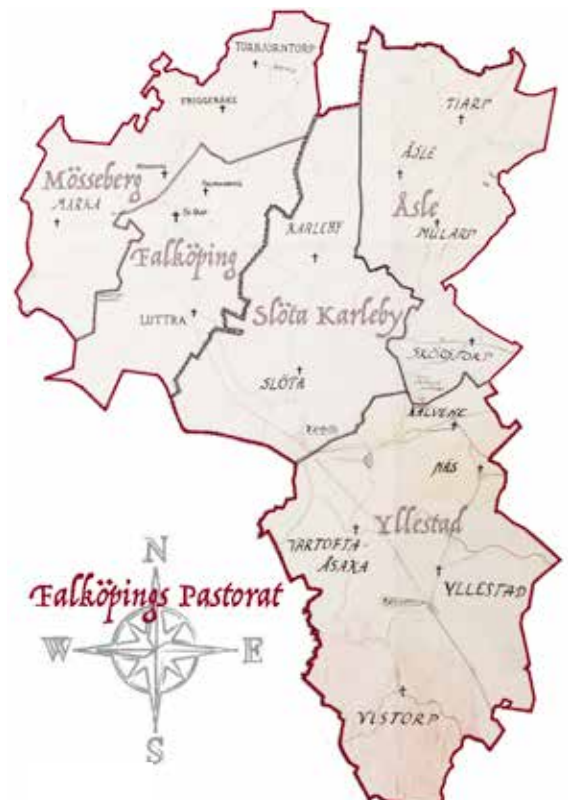 TORBJÖRNTORP
FRIGGERÅKER
TIARP
ÅSLE
Mösseberg
MARKA
Åsle
MULARP
KARLEBY
Falköping
LUTTRA
Slöta Karleby
SKÖRSTORP
SLÖTA
KÄLVENE
NÄS
Yllestad
VARTOFTA-
ÅSAKA
YLLESTAD
VISTORP
Falköpings Pastorat
N
W
E
S